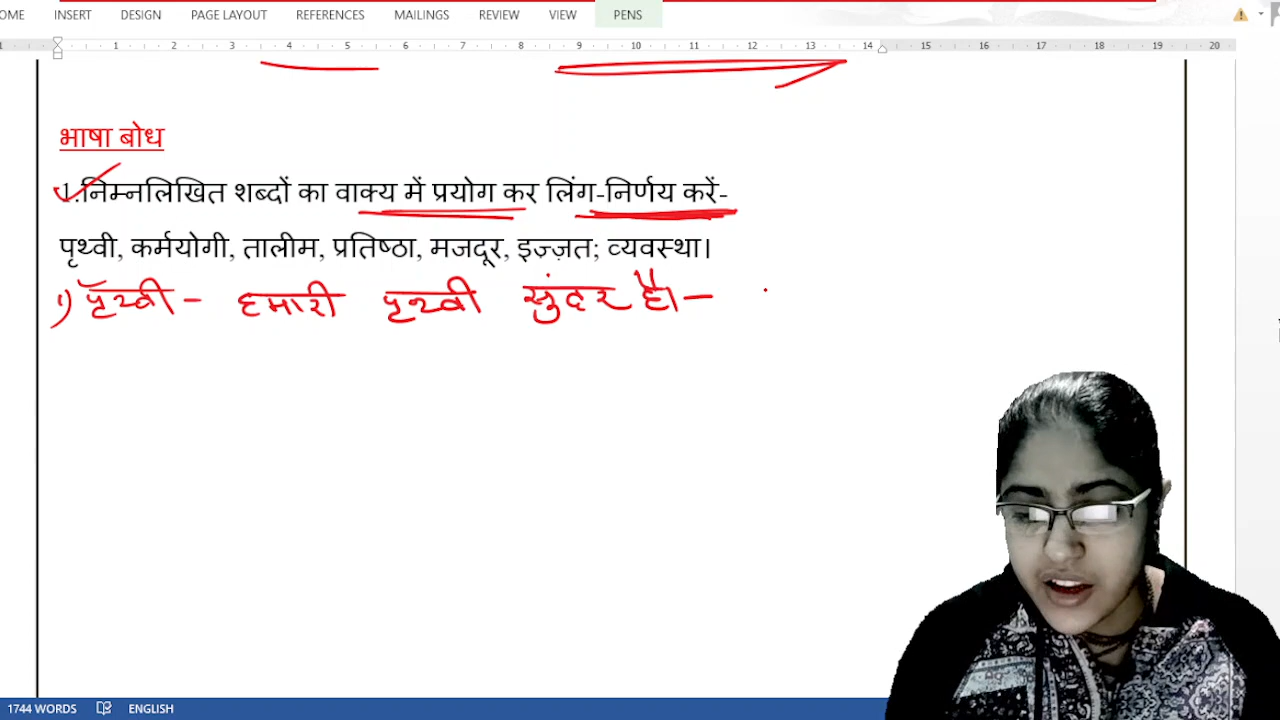 OME INSERT DESIGN PAGE LAYOUT REFERENCES MAILINGS REVIEW VIEW PENS
1 1 2 3 4 5 6 7 8 9 10 11 12 13 14 15 16 17 18 19 20
भाषा बोध
1.निम्नलिखित शब्दों का वाक्य में प्रयोग कर लिंग-निर्णय करें-
पृथ्वी, कर्मयोगी, तालीम, प्रतिष्ठा, मजदूर, इज़्ज़त; व्यवस्था।
1) पृथ्वी - हमारी पृथ्वी सुंदर है।-
1744 WORDS ENGLISH